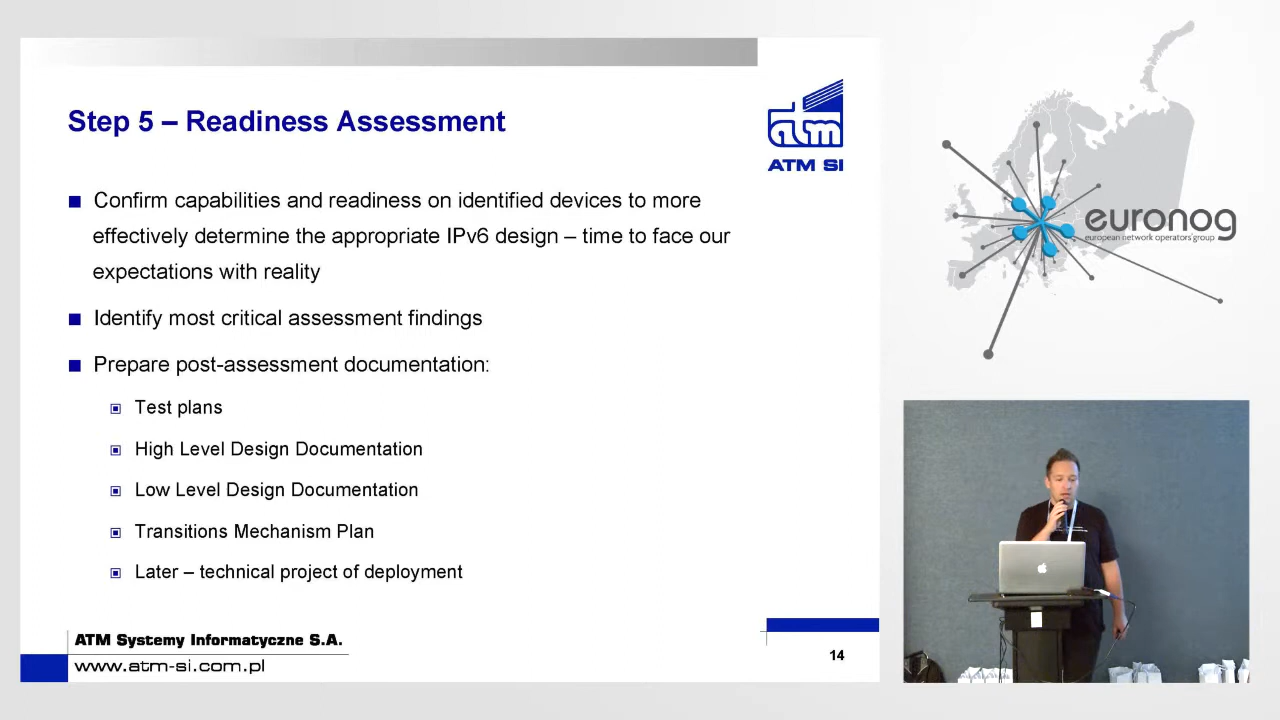 Step 5 – Readiness Assessment
atm
ATM SI
Confirm capabilities and readiness on identified devices to more
effectively determine the appropriate IPv6 design – time to face our
expectations with reality
Identify most critical assessment findings
Prepare post-assessment documentation:
Test plans
High Level Design Documentation
Low Level Design Documentation
Transitions Mechanism Plan
Later – technical project of deployment
ATM Systemy Informatyczne S.A.
www.atm-si.com.pl
14
euronog
european network operators' group